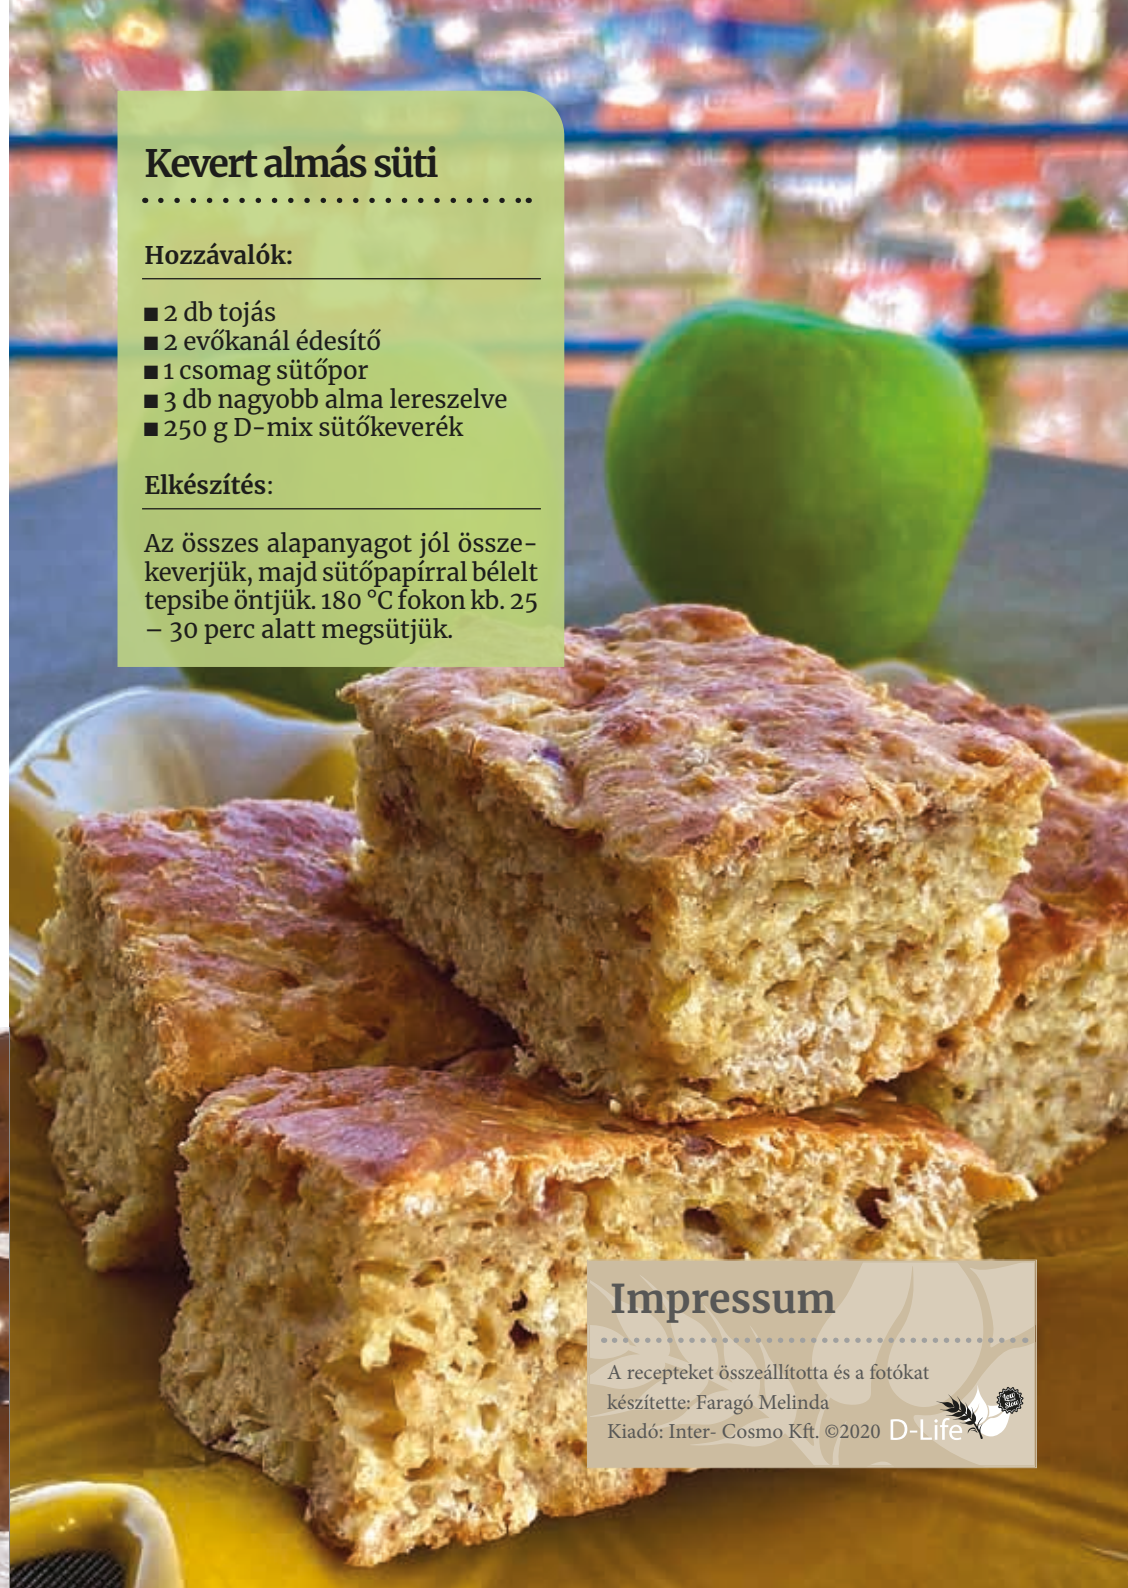 Kevert almás süti
Hozzávalók:
■ 2 db tojás
■ 2 evőkanál édesítő
■ 1 csomag sütőpor
■ 3 db nagyobb alma lereszelve
■ 250 g D-mix sütőkeverék
Elkészítés:
Az összes alapanyagot jól össze-
keverjük, majd sütőpapírral bélelt
tepsibe öntjük. 180 °C fokon kb. 25
– 30 perc alatt megsütjük.
Impressum
A recepteket összeállította és a fotókat
készítette: Faragó Melinda
Kiadó: Inter- Cosmo Kft. ©2020 D-Life